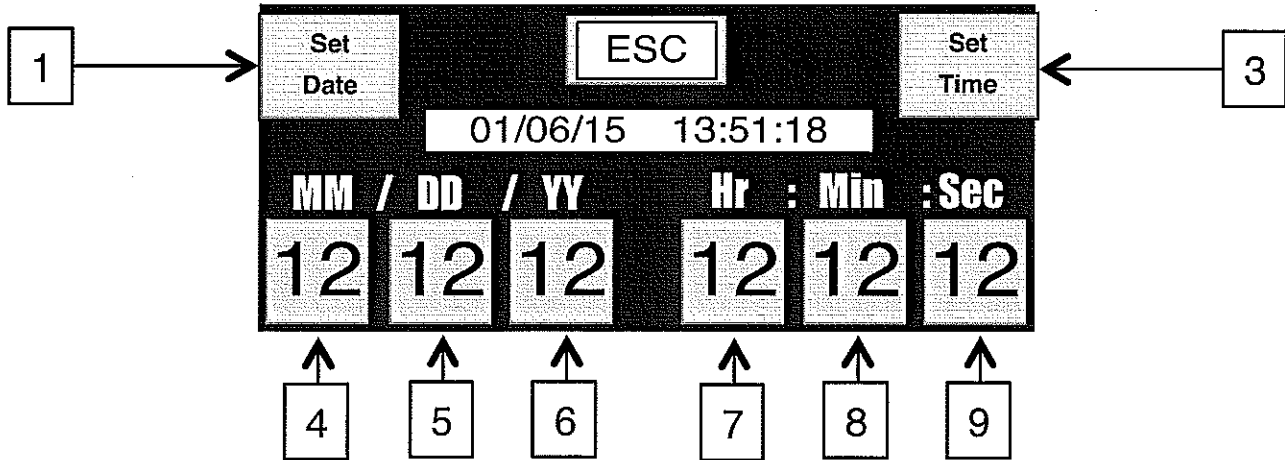 Set
Date
ESC
Set
Time
1
3
01/06/15 13:51:18
MM / DD / YY Hr : Min : Sec
12 12 12 12 12 12
4 5 6 7 8 9